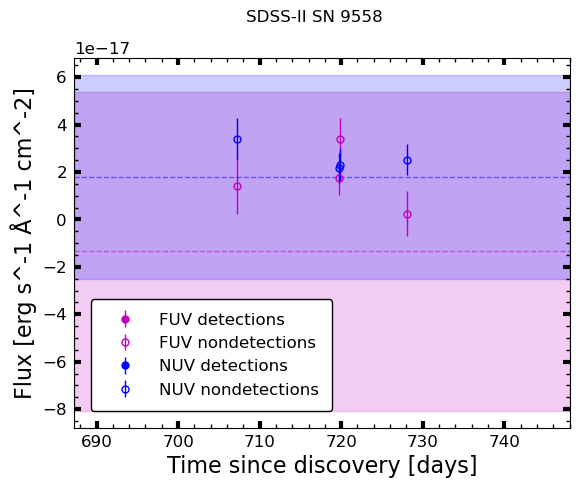 SDSS-II SN 9558
1e−17
6
4
2
0
−2
−4
−6
−8
Flux [erg s^-1 Å^-1 cm^-2]
FUV detections
FUV nondetections
NUV detections
NUV nondetections
690 700 710 720 730 740
Time since discovery [days]